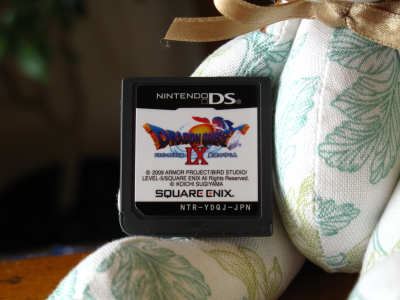 NINTENDO DS
DRAGON QUEST
IX
© 2009 ARMOR PROJECT/BIRD STUDIO/
LEVEL-5/SQUARE ENIX All Rights Reserved.
© KOICHI SUGIYAMA
SQUARE ENIX.
NTR-YDQJ-JPN